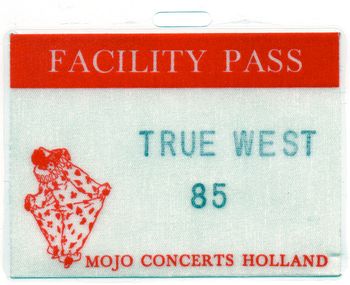 FACILITY PASS
TRUE WEST
85
MOJO CONCERTS HOLLAND